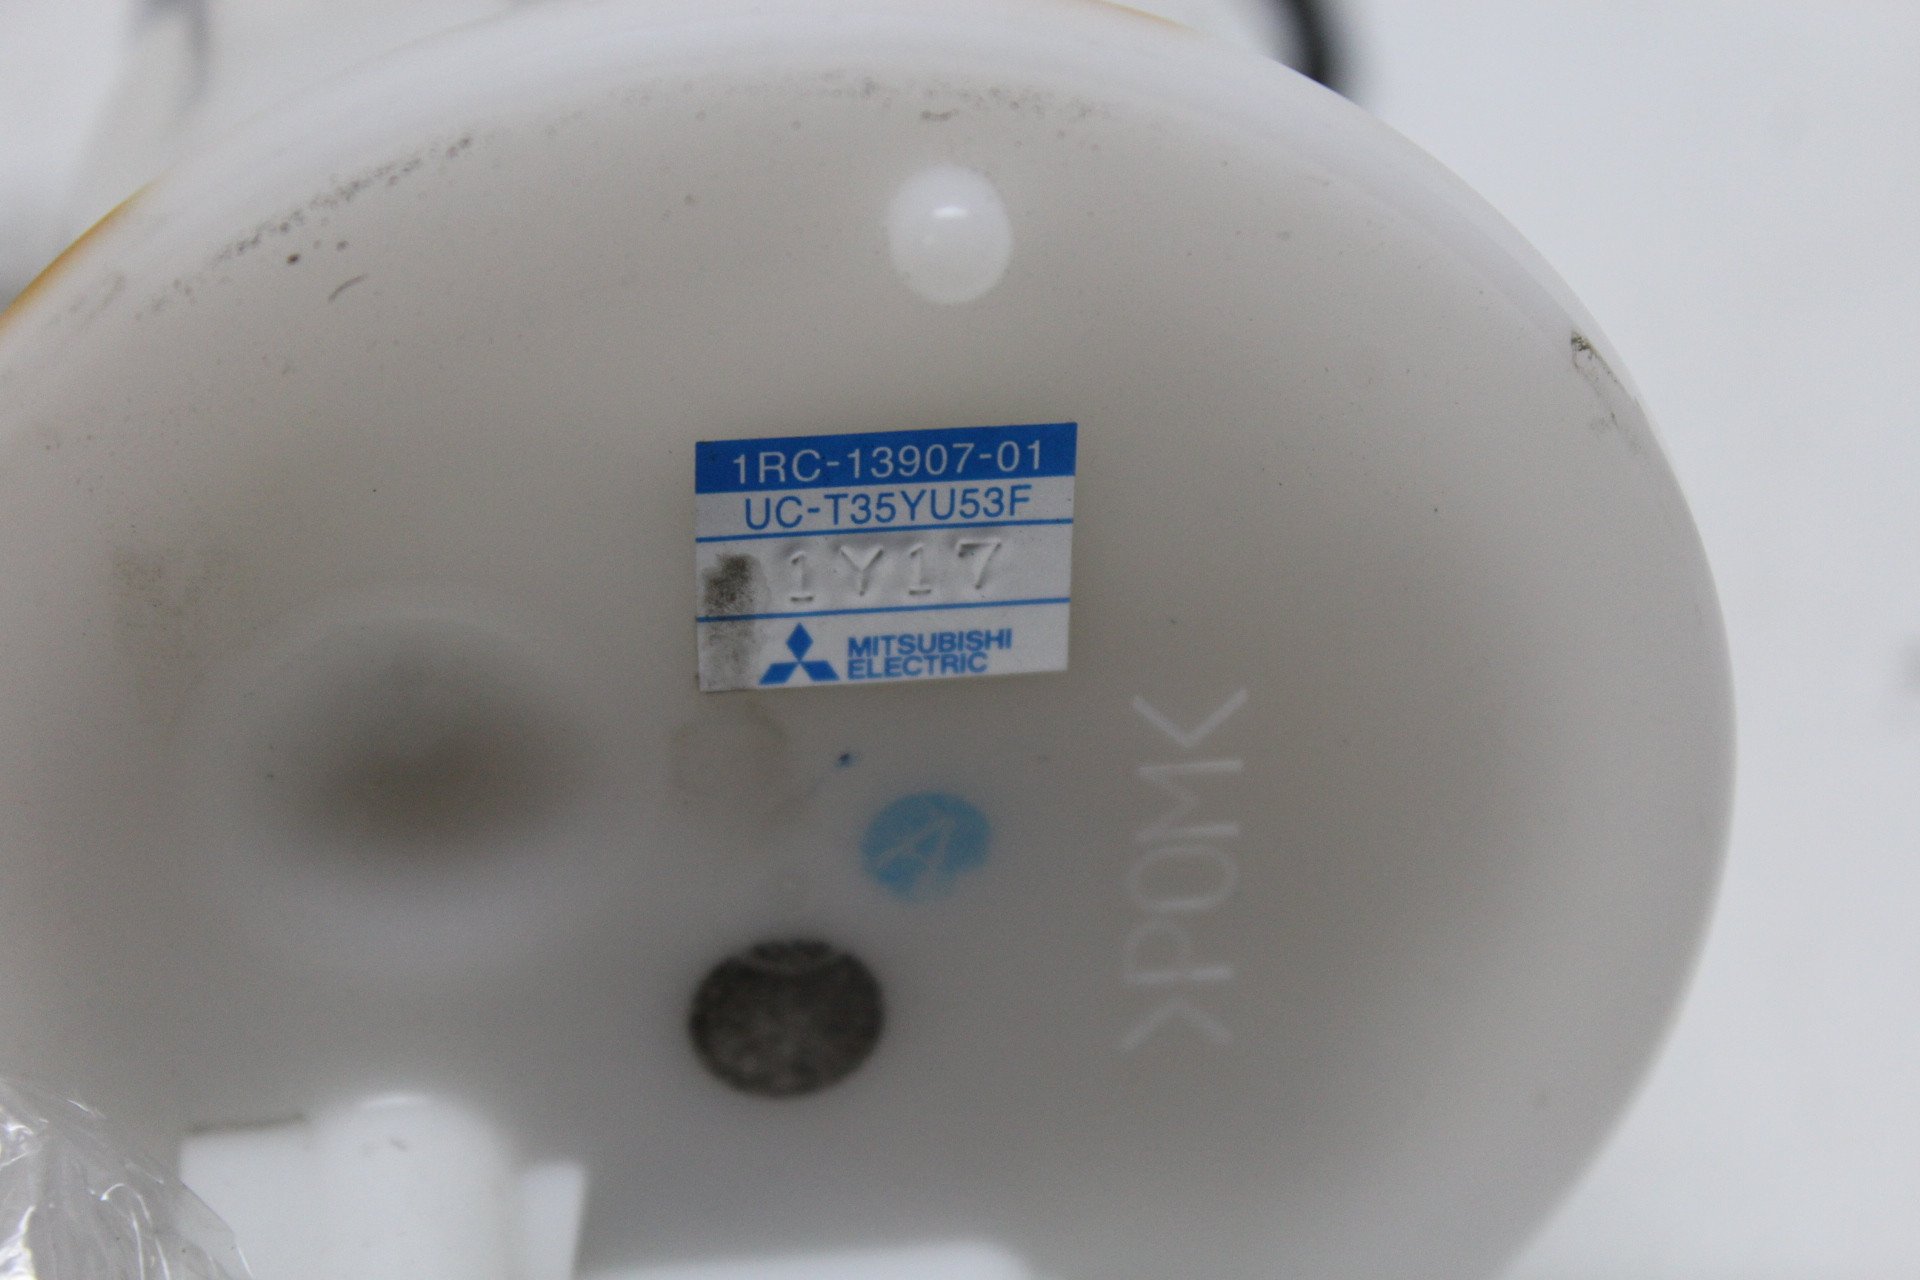 1RC-13907-01
UC-T35YU53F
1Y17
MITSUBISHI
ELECTRIC
>POM<